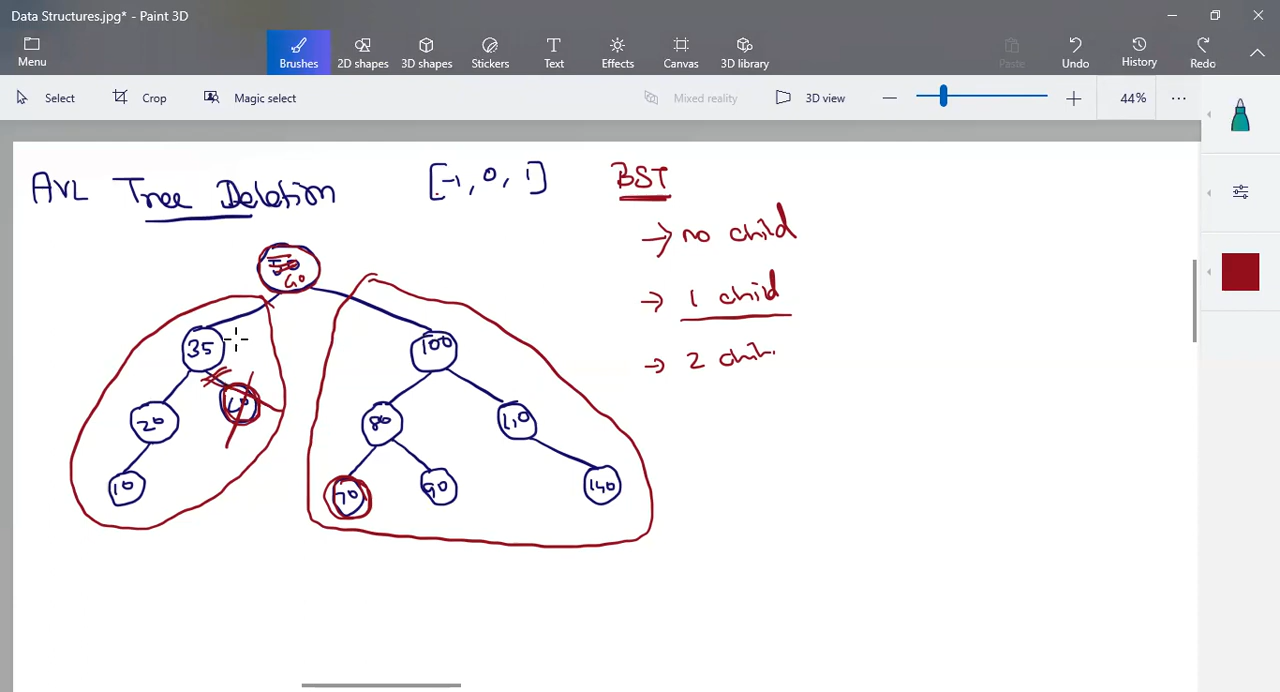 Data Structures.jpg* - Paint 3D
Menu
Brushes
2D shapes
3D shapes
Stickers
Text
Effects
Canvas
3D library
Paste
Undo
History
Redo
Select
Crop
Magic select
Mixed reality
3D view
44%
AVL Tree Deletion
[-1, 0, 1]
BST
→ no child
→ 1 child
→ 2 chil.
35
100
20
80
10
70
90
140